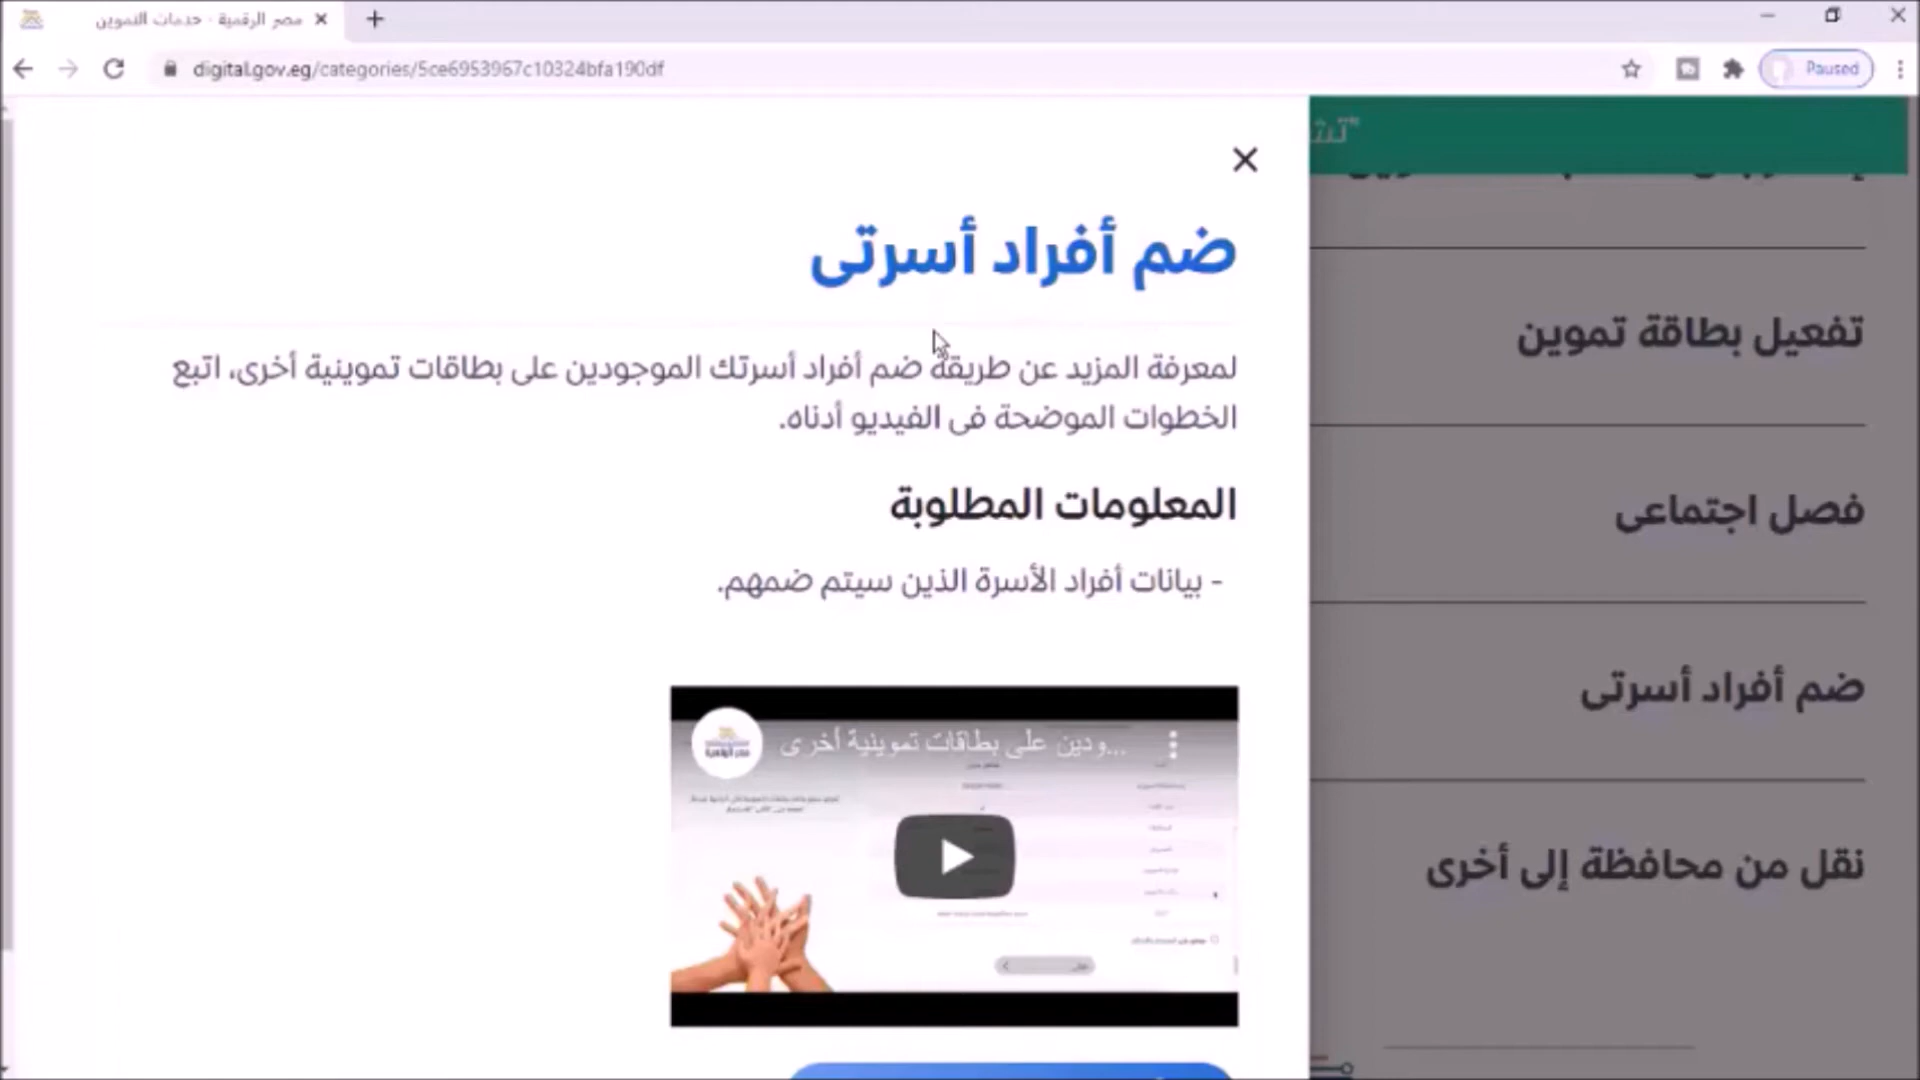 مصر الرقمية - خدمات التموين
digital.gov.eg/categories/5ce6953967c10324bfa190df
Paused
ضم أفراد أسرتى
لمعرفة المزيد عن طريقة ضم أفراد أسرتك الموجودين على بطاقات تموينية أخرى، اتبع
الخطوات الموضحة فى الفيديو أدناه.
المعلومات المطلوبة
- بيانات أفراد الأسرة الذين سيتم ضمهم.
ودين على بطاقات تموينية أخرى...
تفعيل بطاقة تموين
فصل اجتماعى
ضم أفراد أسرتى
نقل من محافظة إلى أخرى